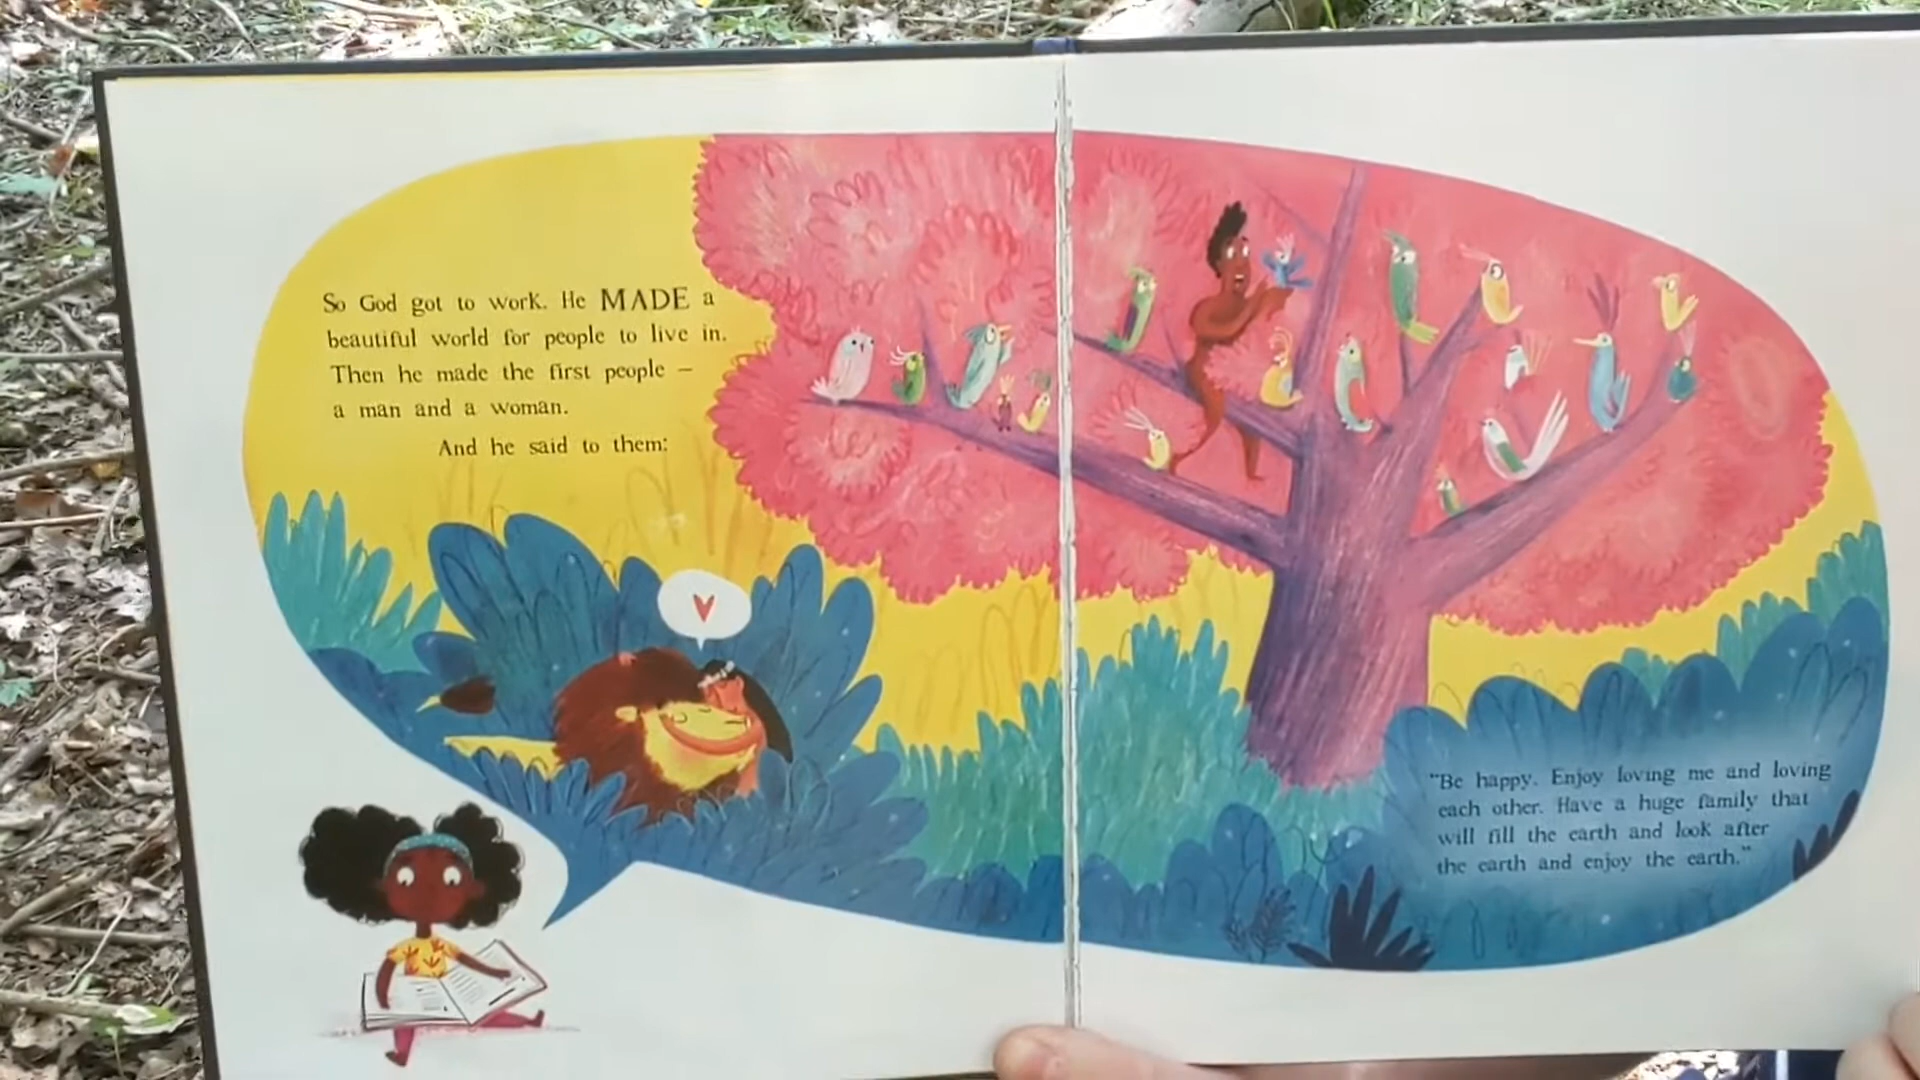 So God got to work. He MADE a
beautiful world for people to live in.
Then he made the first people –
a man and a woman.
And he said to them:
"Be happy. Enjoy loving me and loving
each other. Have a huge family that
will fill the earth and look after
the earth and enjoy the earth."